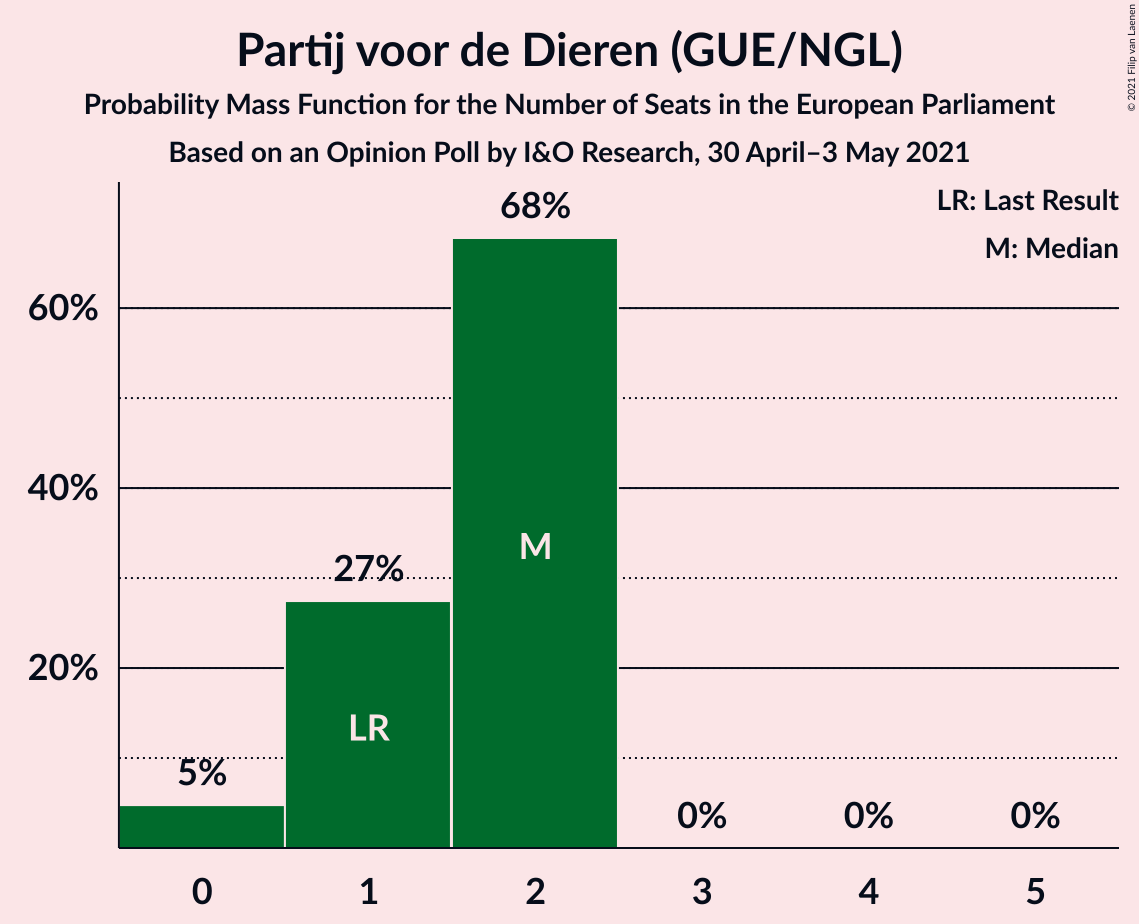 Partij voor de Dieren (GUE/NGL)
Probability Mass Function for the Number of Seats in the European Parliament
Based on an Opinion Poll by I&O Research, 30 April–3 May 2021
© 2021 Filip van Laenen
LR: Last Result
M: Median
68%
60%
40%
27%
M
20%
LR
5%
0%
0%
0%
0
1
2
3
4
5